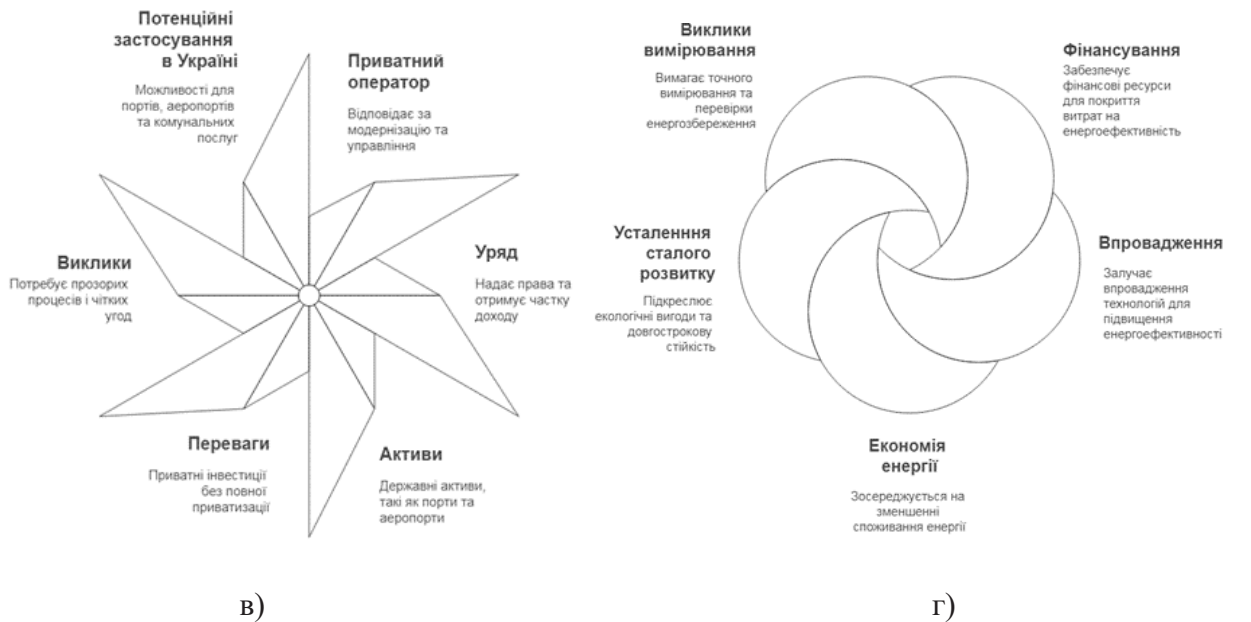 Потенційні
застосування
в Україні
Можливості для
портів, аеропортів
та комунальних
послуг
Приватний
оператор
Відповідає за
модернізацію та
управління
Виклики
Потребує прозорих
процесів і чітких
угод
Уряд
Надає права та
отримує частку
доходу
Переваги
Приватні інвестиції
без повної
приватизації
Активи
Державні активи,
такі як порти та
аеропорти
в)
Виклики
вимірювання
Вимагає точного
вимірювання та
перевірки
енергозбереження
Фінансування
Забезпечує
фінансові ресурси
для покриття
витрат на
енергоефективність
Усталенння
сталого
розвитку
Підкреслює
екологічні вигоди та
довгострокову
стійкість
Впровадження
Залучає
впровадження
технологій для
підвищення
енергоефективності
Економія
енергії
Зосереджується на
зменшенні
споживання енергії
г)